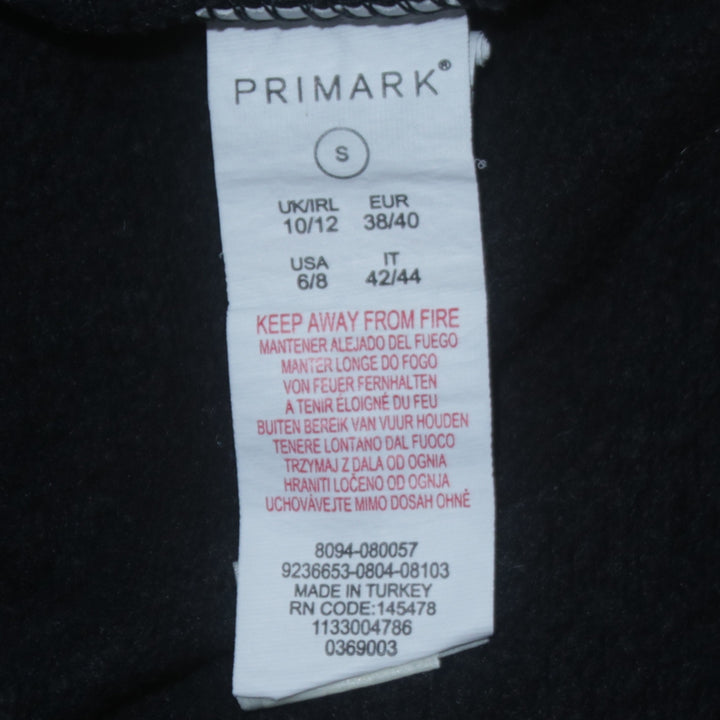 PRIMARK®
S
UK/IRL EUR
10/12 38/40
USA IT
6/8 42/44
KEEP AWAY FROM FIRE
MANTENER ALEJADO DEL FUEGO
MANTER LONGE DO FOGO
VON FEUER FERNHALTEN
A TENIR ÉLOIGNÉ DU FEU
BUITEN BEREIK VAN VUUR HOUDEN
TENERE LONTANO DAL FUOCO
TRZYMAJ Z DALA OD OGNIA
HRANITI LOČENO OD OGNJA
UCHOVÁVEJTE MIMO DOSAH OHNĚ
8094-080057
9236653-0804-08103
MADE IN TURKEY
RN CODE:145478
1133004786
0369003